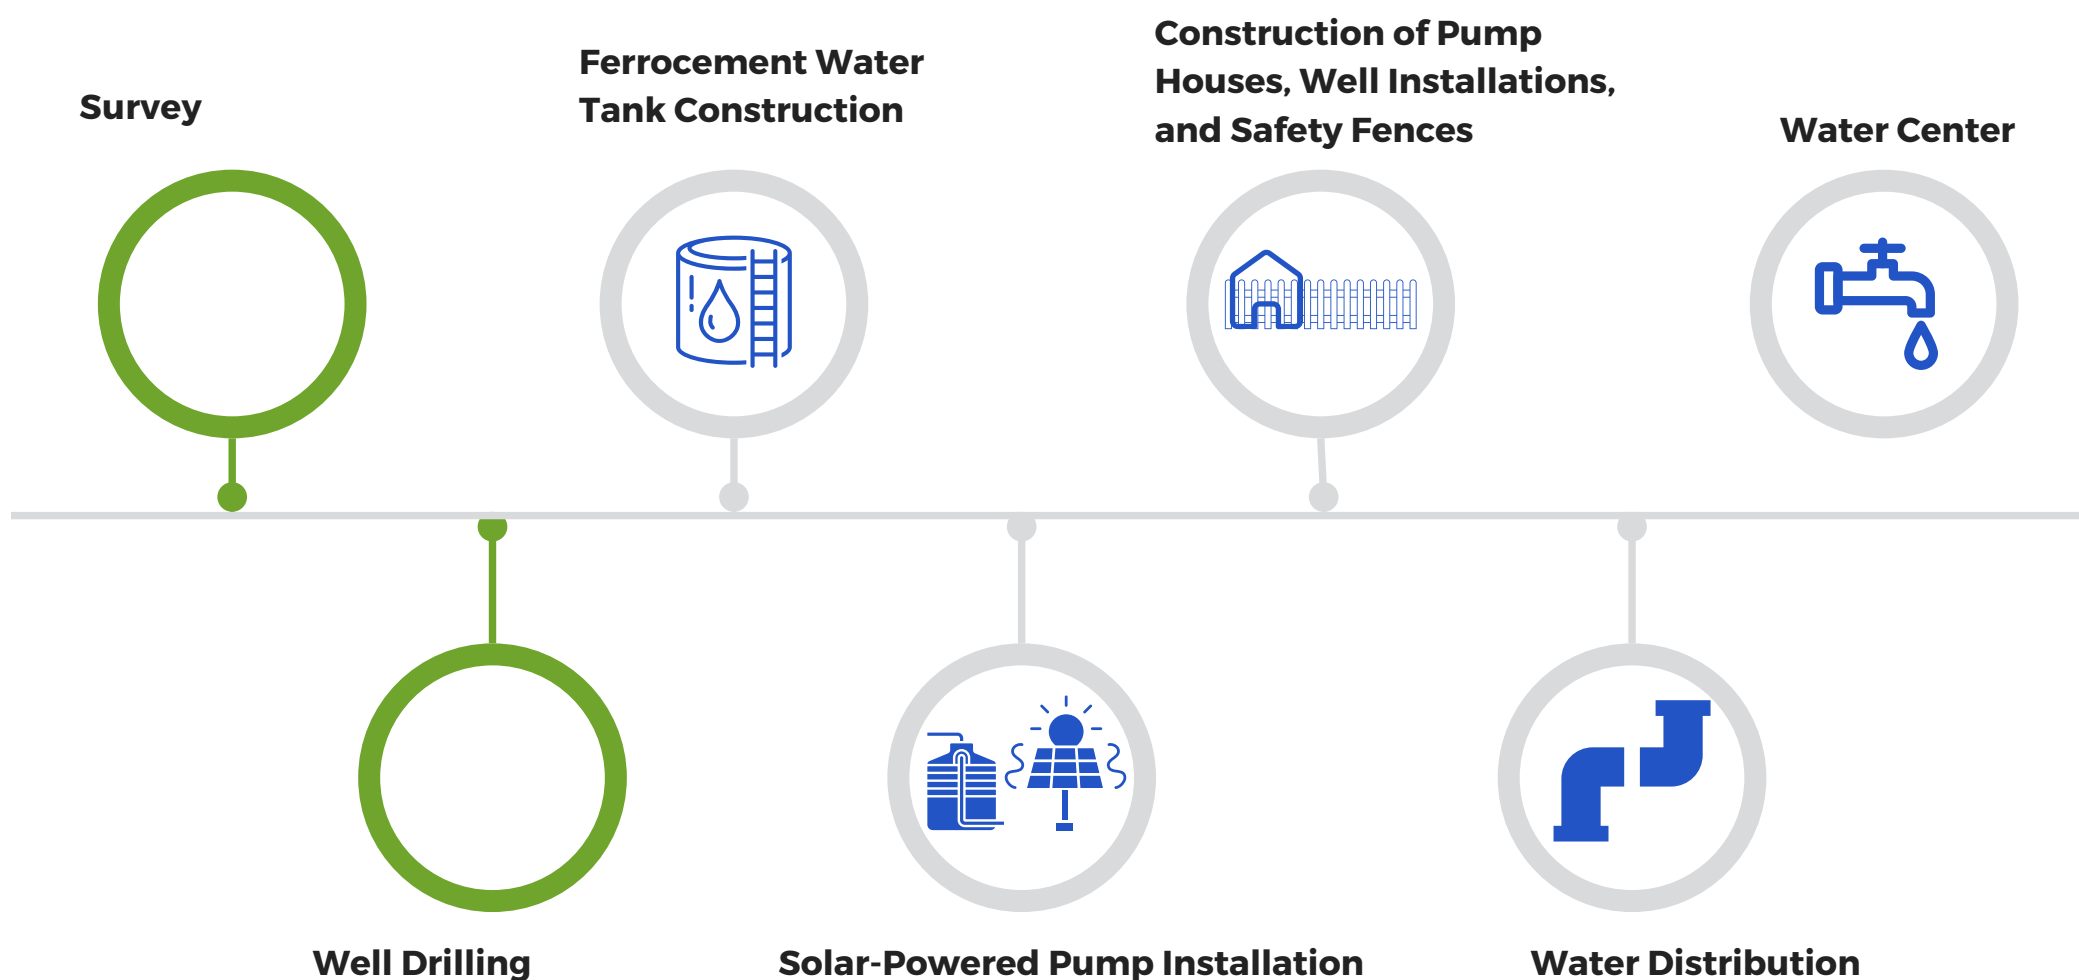 Survey
Ferrocement Water
Tank Construction
Construction of Pump
Houses, Well Installations,
and Safety Fences
Water Center
Well Drilling
Solar-Powered Pump Installation
Water Distribution